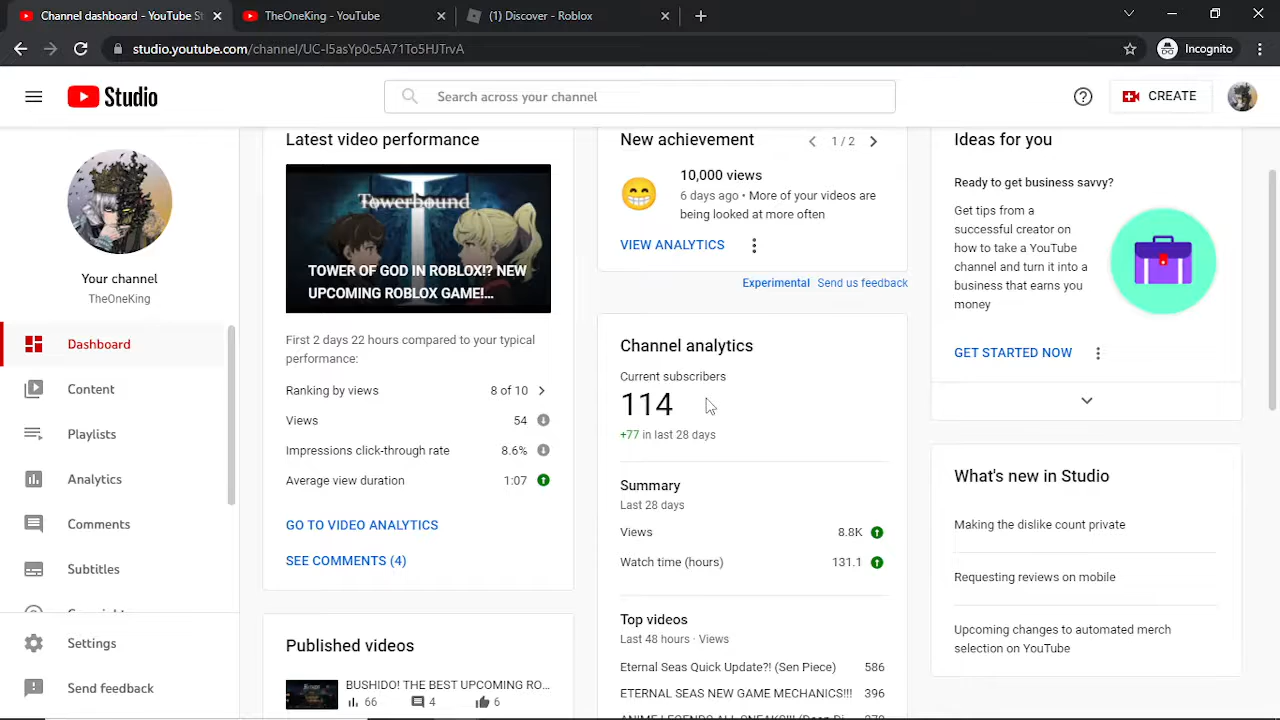 Channel dashboard - YouTube St
TheOneKing - YouTube
(1) Discover - Roblox
studio.youtube.com/channel/UC-I5asYp0c5A71To5HJTrvA
Incognito
Studio
Search across your channel
CREATE
Your channel
TheOneKing
Dashboard
Content
Playlists
Analytics
Comments
Subtitles
Settings
Send feedback
Latest video performance
Towerbound
TOWER OF GOD IN ROBLOX!? NEW
UPCOMING ROBLOX GAME!...
First 2 days 22 hours compared to your typical
performance:
Ranking by views 8 of 10
Views 54
Impressions click-through rate 8.6%
Average view duration 1:07
GO TO VIDEO ANALYTICS
SEE COMMENTS (4)
Published videos
BUSHIDO! THE BEST UPCOMING RO...
66 4 6
New achievement 1 / 2
10,000 views
6 days ago • More of your videos are
being looked at more often
VIEW ANALYTICS
Experimental Send us feedback
Channel analytics
Current subscribers
114
+77 in last 28 days
Summary
Last 28 days
Views 8.8K
Watch time (hours) 131.1
Top videos
Last 48 hours · Views
Eternal Seas Quick Update?! (Sen Piece) 586
ETERNAL SEAS NEW GAME MECHANICS!!! 396
Ideas for you
Ready to get business savvy?
Get tips from a
successful creator on
how to take a YouTube
channel and turn it into a
business that earns you
money
GET STARTED NOW
What's new in Studio
Making the dislike count private
Requesting reviews on mobile
Upcoming changes to automated merch
selection on YouTube